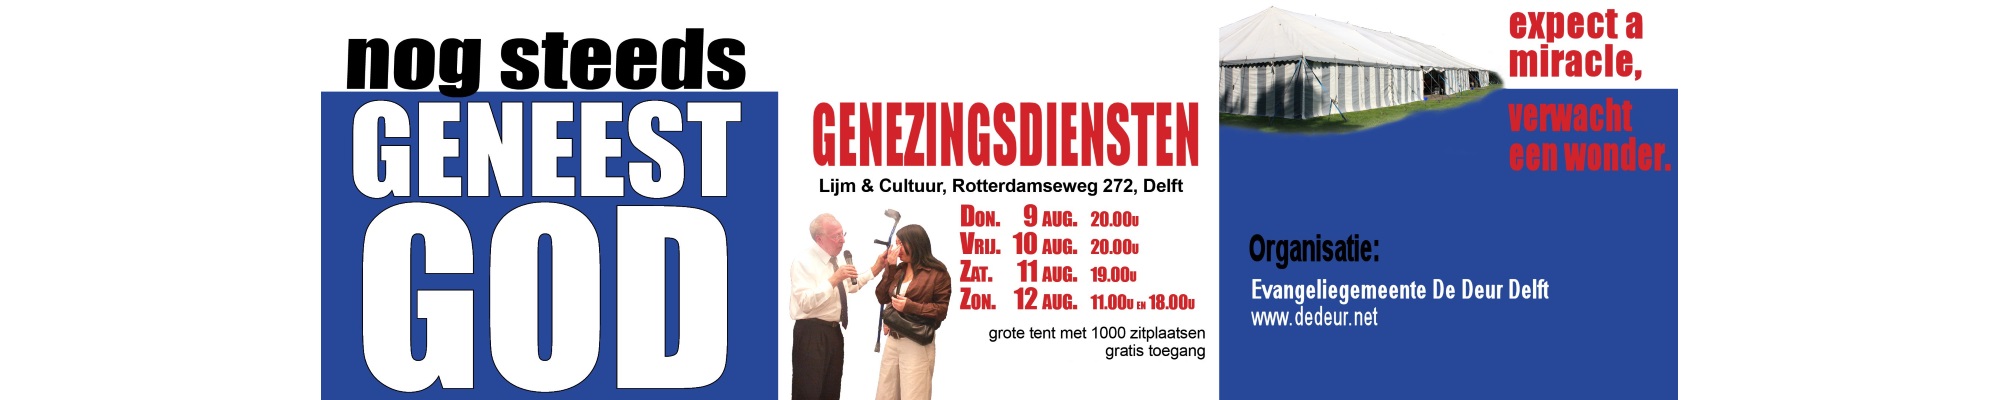 nog steeds
GENEEST
GOD
GENEZINGSDIENSTEN
Lijm & Cultuur, Rotterdamseweg 272, Delft
DON. 9 AUG. 20.00U
VRIJ. 10 AUG. 20.00U
ZAT. 11 AUG. 19.00U
ZON. 12 AUG. 11.00U EN 18.00U
grote tent met 1000 zitplaatsen
gratis toegang
expect a
miracle,
verwacht
een wonder.
Organisatie:
Evangeliegemeente De Deur Delft
www.dedeur.net